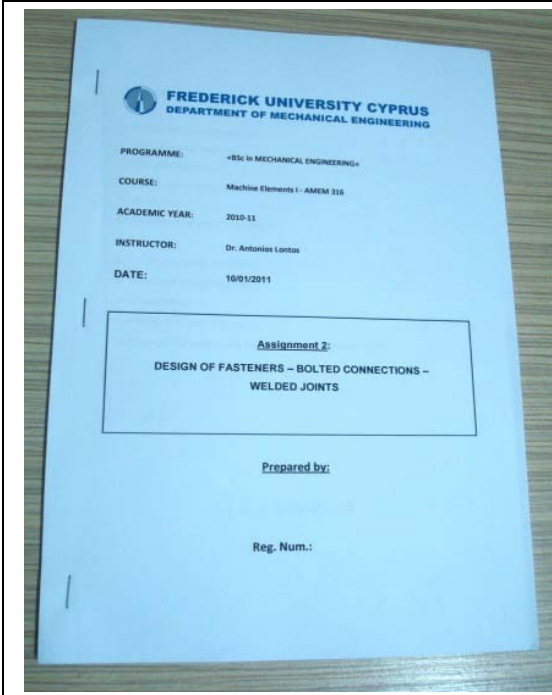 FREDERICK UNIVERSITY CYPRUS
DEPARTMENT OF MECHANICAL ENGINEERING
PROGRAMME: «BSc in MECHANICAL ENGINEERING»
COURSE: Machine Elements I - AMEM 316
ACADEMIC YEAR: 2010-11
INSTRUCTOR: Dr. Antonios Lontos
DATE: 10/01/2011
Assignment 2:
DESIGN OF FASTENERS – BOLTED CONNECTIONS –
WELDED JOINTS
Prepared by:
Reg. Num.: